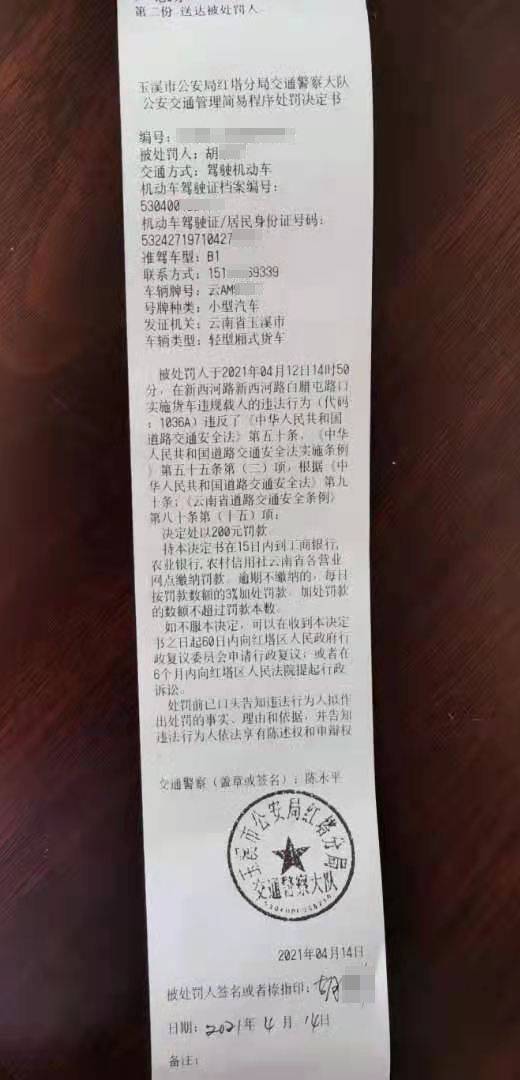 第二份 送达被处罚人
玉溪市公安局红塔分局交通警察大队
公安交通管理简易程序处罚决定书
编号:
被处罚人: 胡
交通方式: 驾驶机动车
机动车驾驶证档案编号:
530400
机动车驾驶证/居民身份证号码:
53242719710427
准驾车型: B1
联系方式: 151 69339
车辆牌号: 云AM
号牌种类: 小型汽车
发证机关: 云南省玉溪市
车辆类型: 轻型厢式货车
被处罚人于2021年04月12日14时50
分, 在新西河路新西河路白腊屯路口
实施货车违规载人的违法行为(代码
: 1036A) 违反了《中华人民共和国
道路交通安全法》第五十条, 《中华
人民共和国道路交通安全法实施条例
》第五十五条第(三)项, 根据《中
华人民共和国道路交通安全法》第九
十条;《云南省道路交通安全条例》
第八十条第(十五)项;
决定处以200元罚款。
持本决定书在15日内到工商银行,
农业银行,农村信用社云南省各营业
网点缴纳罚款。逾期不缴纳的, 每日
按罚款数额的3%加处罚款, 加处罚款
的数额不超过罚款本数。
如不服本决定, 可以在收到本决定
书之日起60日内向红塔区人民政府行
政复议委员会申请行政复议; 或者在
6个月内向红塔区人民法院提起行政
诉讼。
处罚前已口头告知违法行为人拟作
出处罚的事实、理由和依据, 并告知
违法行为人依法享有陈述权和申辩权
交通警察(盖章或签名): 陈永平
玉溪市公安局红塔分局
交通警察大队
2021年04月14日
被处罚人签名或者捺指印: 胡
日期: 2021年 4 月 14日
备注: